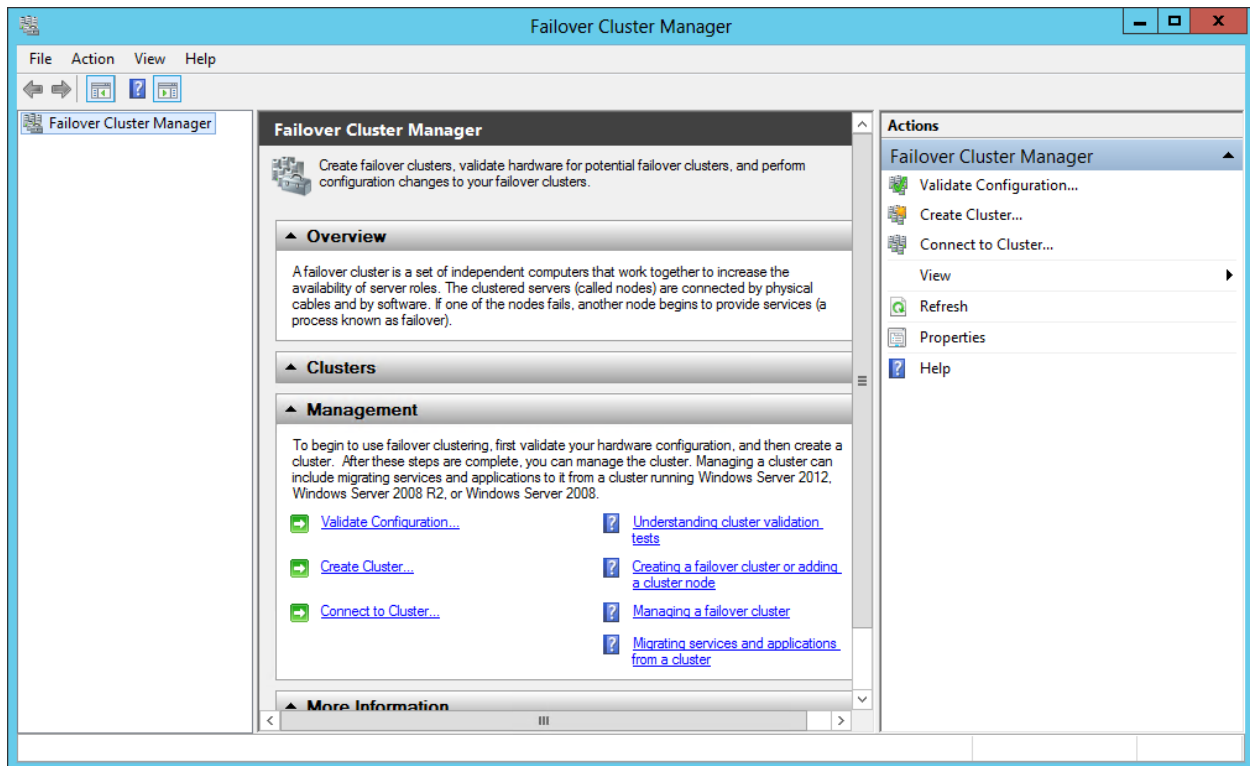 Failover Cluster Manager
File Action View Help
Failover Cluster Manager
Failover Cluster Manager
Create failover clusters, validate hardware for potential failover clusters, and perform
configuration changes to your failover clusters.
Overview
A failover cluster is a set of independent computers that work together to increase the
availability of server roles. The clustered servers (called nodes) are connected by physical
cables and by software. If one of the nodes fails, another node begins to provide services (a
process known as failover).
Clusters
Management
To begin to use failover clustering, first validate your hardware configuration, and then create a
cluster. After these steps are complete, you can manage the cluster. Managing a cluster can
include migrating services and applications to it from a cluster running Windows Server 2012,
Windows Server 2008 R2, or Windows Server 2008.
Validate Configuration...
Create Cluster...
Connect to Cluster...
Understanding cluster validation
tests
Creating a failover cluster or adding
a cluster node
Managing a failover cluster
Migrating services and applications
from a cluster
More Information
Actions
Failover Cluster Manager
Validate Configuration...
Create Cluster...
Connect to Cluster...
View
Refresh
Properties
Help